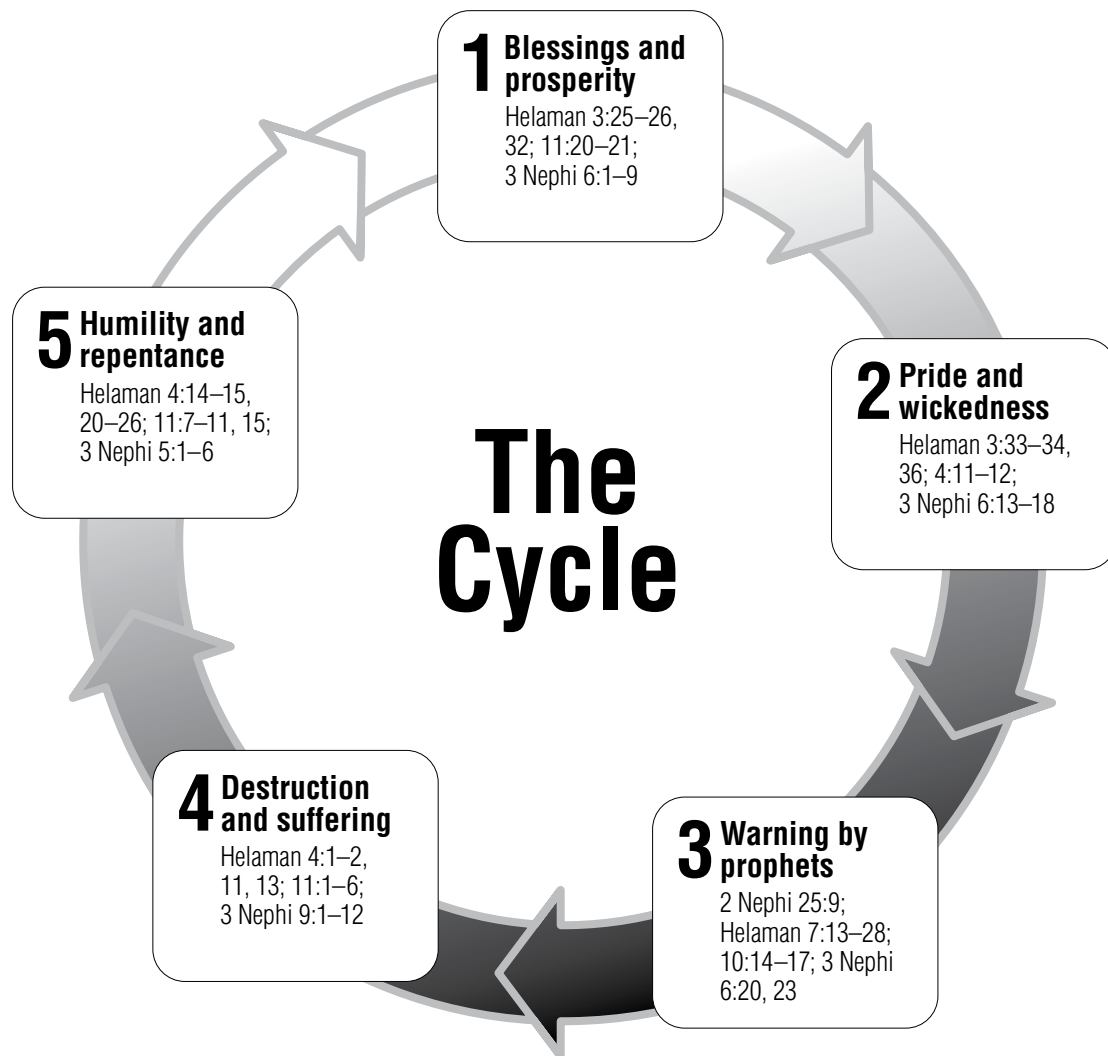 1 Blessings and
prosperity
Helaman 3:25–26,
32; 11:20–21;
3 Nephi 6:1–9
2 Pride and
wickedness
Helaman 3:33–34,
36; 4:11–12;
3 Nephi 6:13–18
3 Warning by
prophets
2 Nephi 25:9;
Helaman 7:13–28;
10:14–17; 3 Nephi
6:20, 23
4 Destruction
and suffering
Helaman 4:1–2,
11, 13; 11:1–6;
3 Nephi 9:1–12
5 Humility and
repentance
Helaman 4:14–15,
20–26; 11:7–11, 15;
3 Nephi 5:1–6
The
Cycle